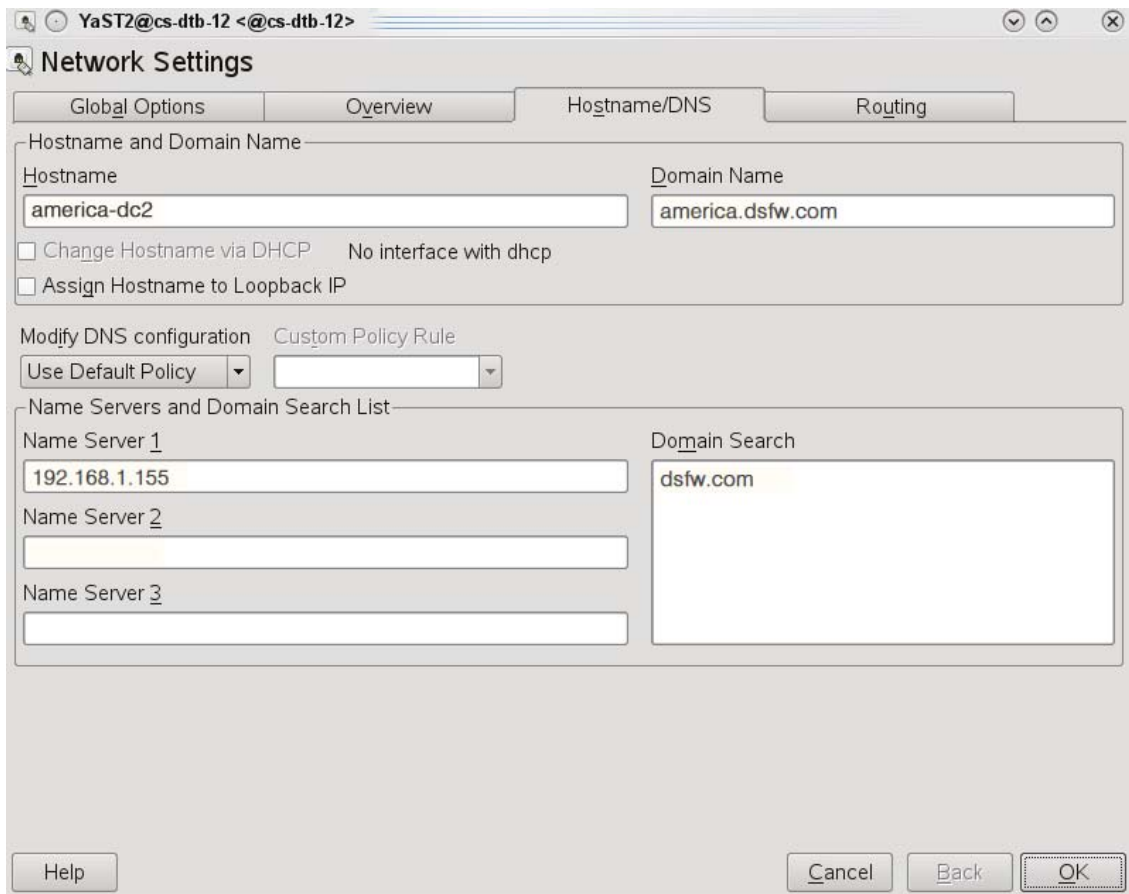 YaST2@cs-dtb-12 <@cs-dtb-12>
Network Settings
Global Options Overview Hostname/DNS Routing
Hostname and Domain Name
Hostname Domain Name
america-dc2 america.dsfw.com
Change Hostname via DHCP No interface with dhcp
Assign Hostname to Loopback IP
Modify DNS configuration Custom Policy Rule
Use Default Policy
Name Servers and Domain Search List
Name Server 1 Domain Search
192.168.1.155 dsfw.com
Name Server 2
Name Server 3
Help Cancel Back OK